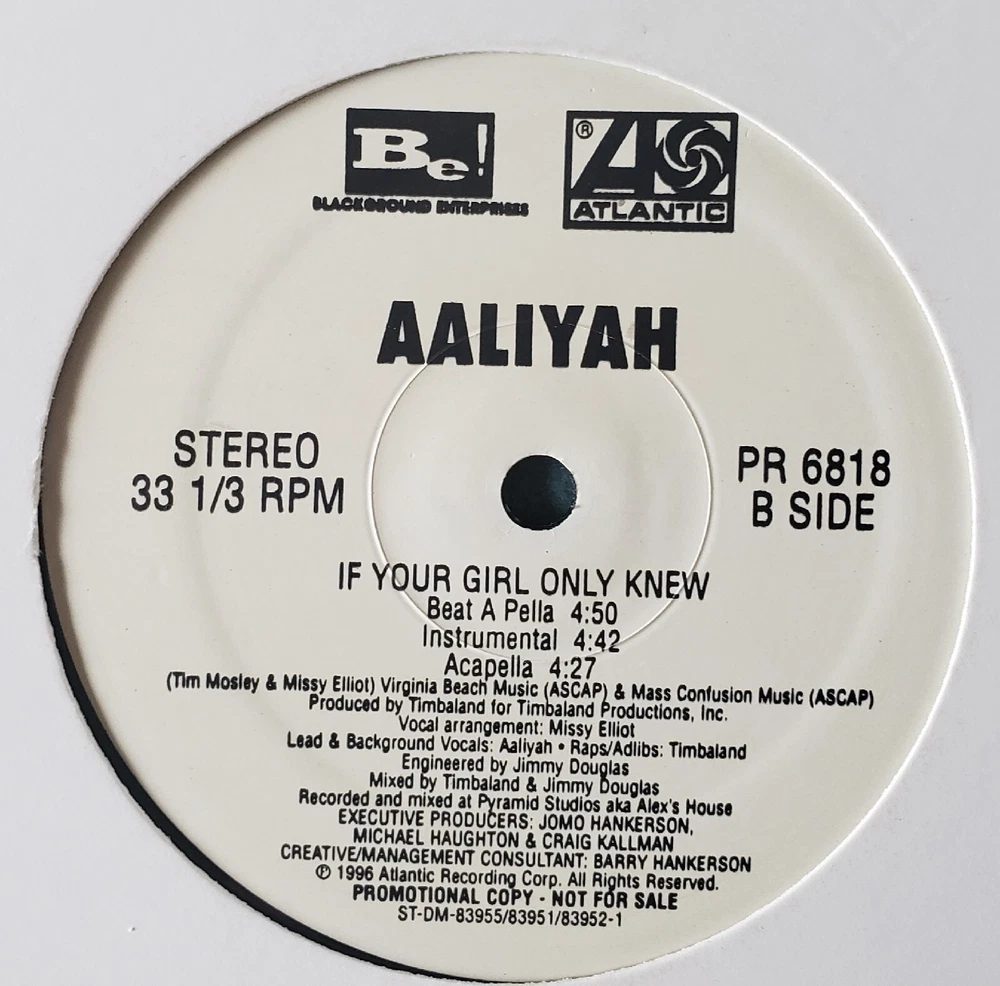 Be!
BLACKGROUND ENTERPRISES
®
ATLANTIC
AALIYAH
STEREO
33 1/3 RPM
PR 6818
B SIDE
IF YOUR GIRL ONLY KNEW
Beat A Pella 4:50
Instrumental 4:42
Acapella 4:27
(Tim Mosley & Missy Elliot) Virginia Beach Music (ASCAP) & Mass Confusion Music (ASCAP)
Produced by Timbaland for Timbaland Productions, Inc.
Vocal arrangement: Missy Elliot
Lead & Background Vocals: Aaliyah • Raps/Adlibs: Timbaland
Engineered by Jimmy Douglas
Mixed by Timbaland & Jimmy Douglas
Recorded and mixed at Pyramid Studios aka Alex's House
EXECUTIVE PRODUCERS: JOMO HANKERSON,
MICHAEL HAUGHTON & CRAIG KALLMAN
CREATIVE/MANAGEMENT CONSULTANT: BARRY HANKERSON
℗ 1996 Atlantic Recording Corp. All Rights Reserved.
PROMOTIONAL COPY - NOT FOR SALE
ST-DM-83955/83951/83952-1